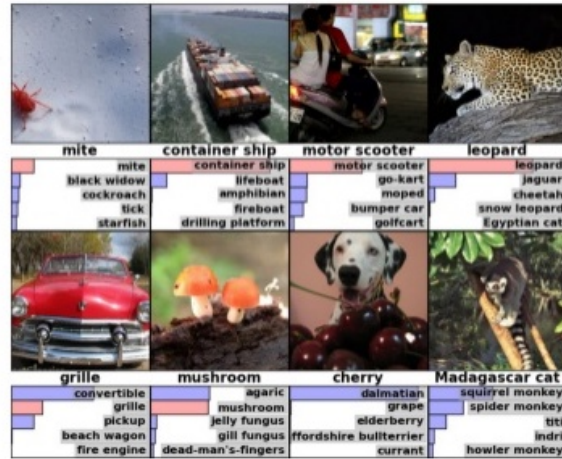 mite
container ship
motor scooter
leopard
mite
black widow
cockroach
tick
starfish
container ship
lifeboat
amphibian
fireboat
drilling platform
motor scooter
go-kart
moped
bumper car
golfcart
leopard
jaguar
cheetah
snow leopard
Egyptian cat
grille
mushroom
cherry
Madagascar cat
convertible
grille
pickup
beach wagon
fire engine
agaric
mushroom
jelly fungus
gill fungus
dead-man's-fingers
dalmatian
grape
elderberry
ffordshire bullterrier
currant
squirrel monkey
spider monkey
titi
indri
howler monkey